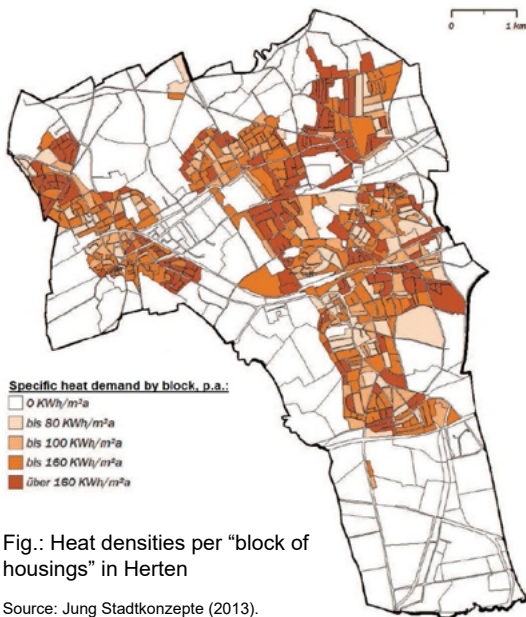 0 1 km
Specific heat demand by block, p.a.:
0 KWh/m²a
bis 80 KWh/m²a
bis 100 KWh/m²a
bis 160 KWh/m²a
über 160 KWh/m²a
Fig.: Heat densities per “block of
housings” in Herten
Source: Jung Stadtkonzepte (2013).